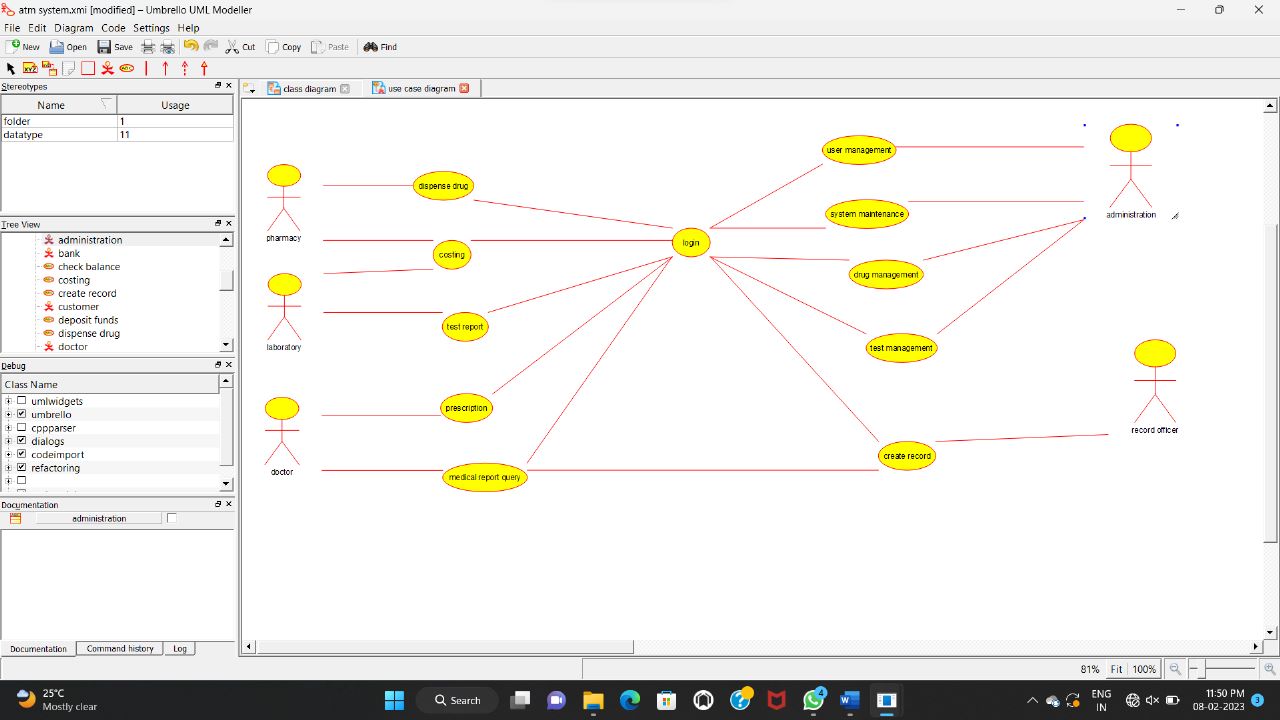 atm system.xmi [modified] – Umbrello UML Modeller
File Edit Diagram Code Settings Help
New Open Save Cut Copy Paste Find
Stereotypes
Name Usage
folder 1
datatype 11
Tree View
administration
bank
check balance
costing
create record
customer
deposit funds
dispense drug
doctor
Debug
Class Name
umlwidgets
umbrello
cppparser
dialogs
codeimport
refactoring
Documentation
administration
Documentation Command history Log
class diagram
use case diagram
pharmacy
laboratory
doctor
dispense drug
costing
test report
prescription
medical report query
login
user management
system maintenance
drug management
test management
create record
administration
record officer
81% Fit 100%
25°C
Mostly clear
Search
4
ENG
IN
11:50 PM
08-02-2023
3